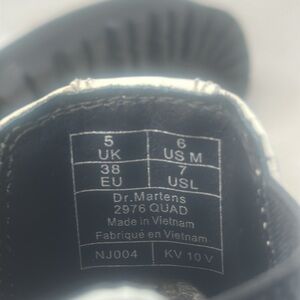 5 6
UK US M
38 7
EU USL
Dr.Martens
2976 QUAD
Made in Vietnam
Fabriqué en Vietnam
NJ004 KV 10 V